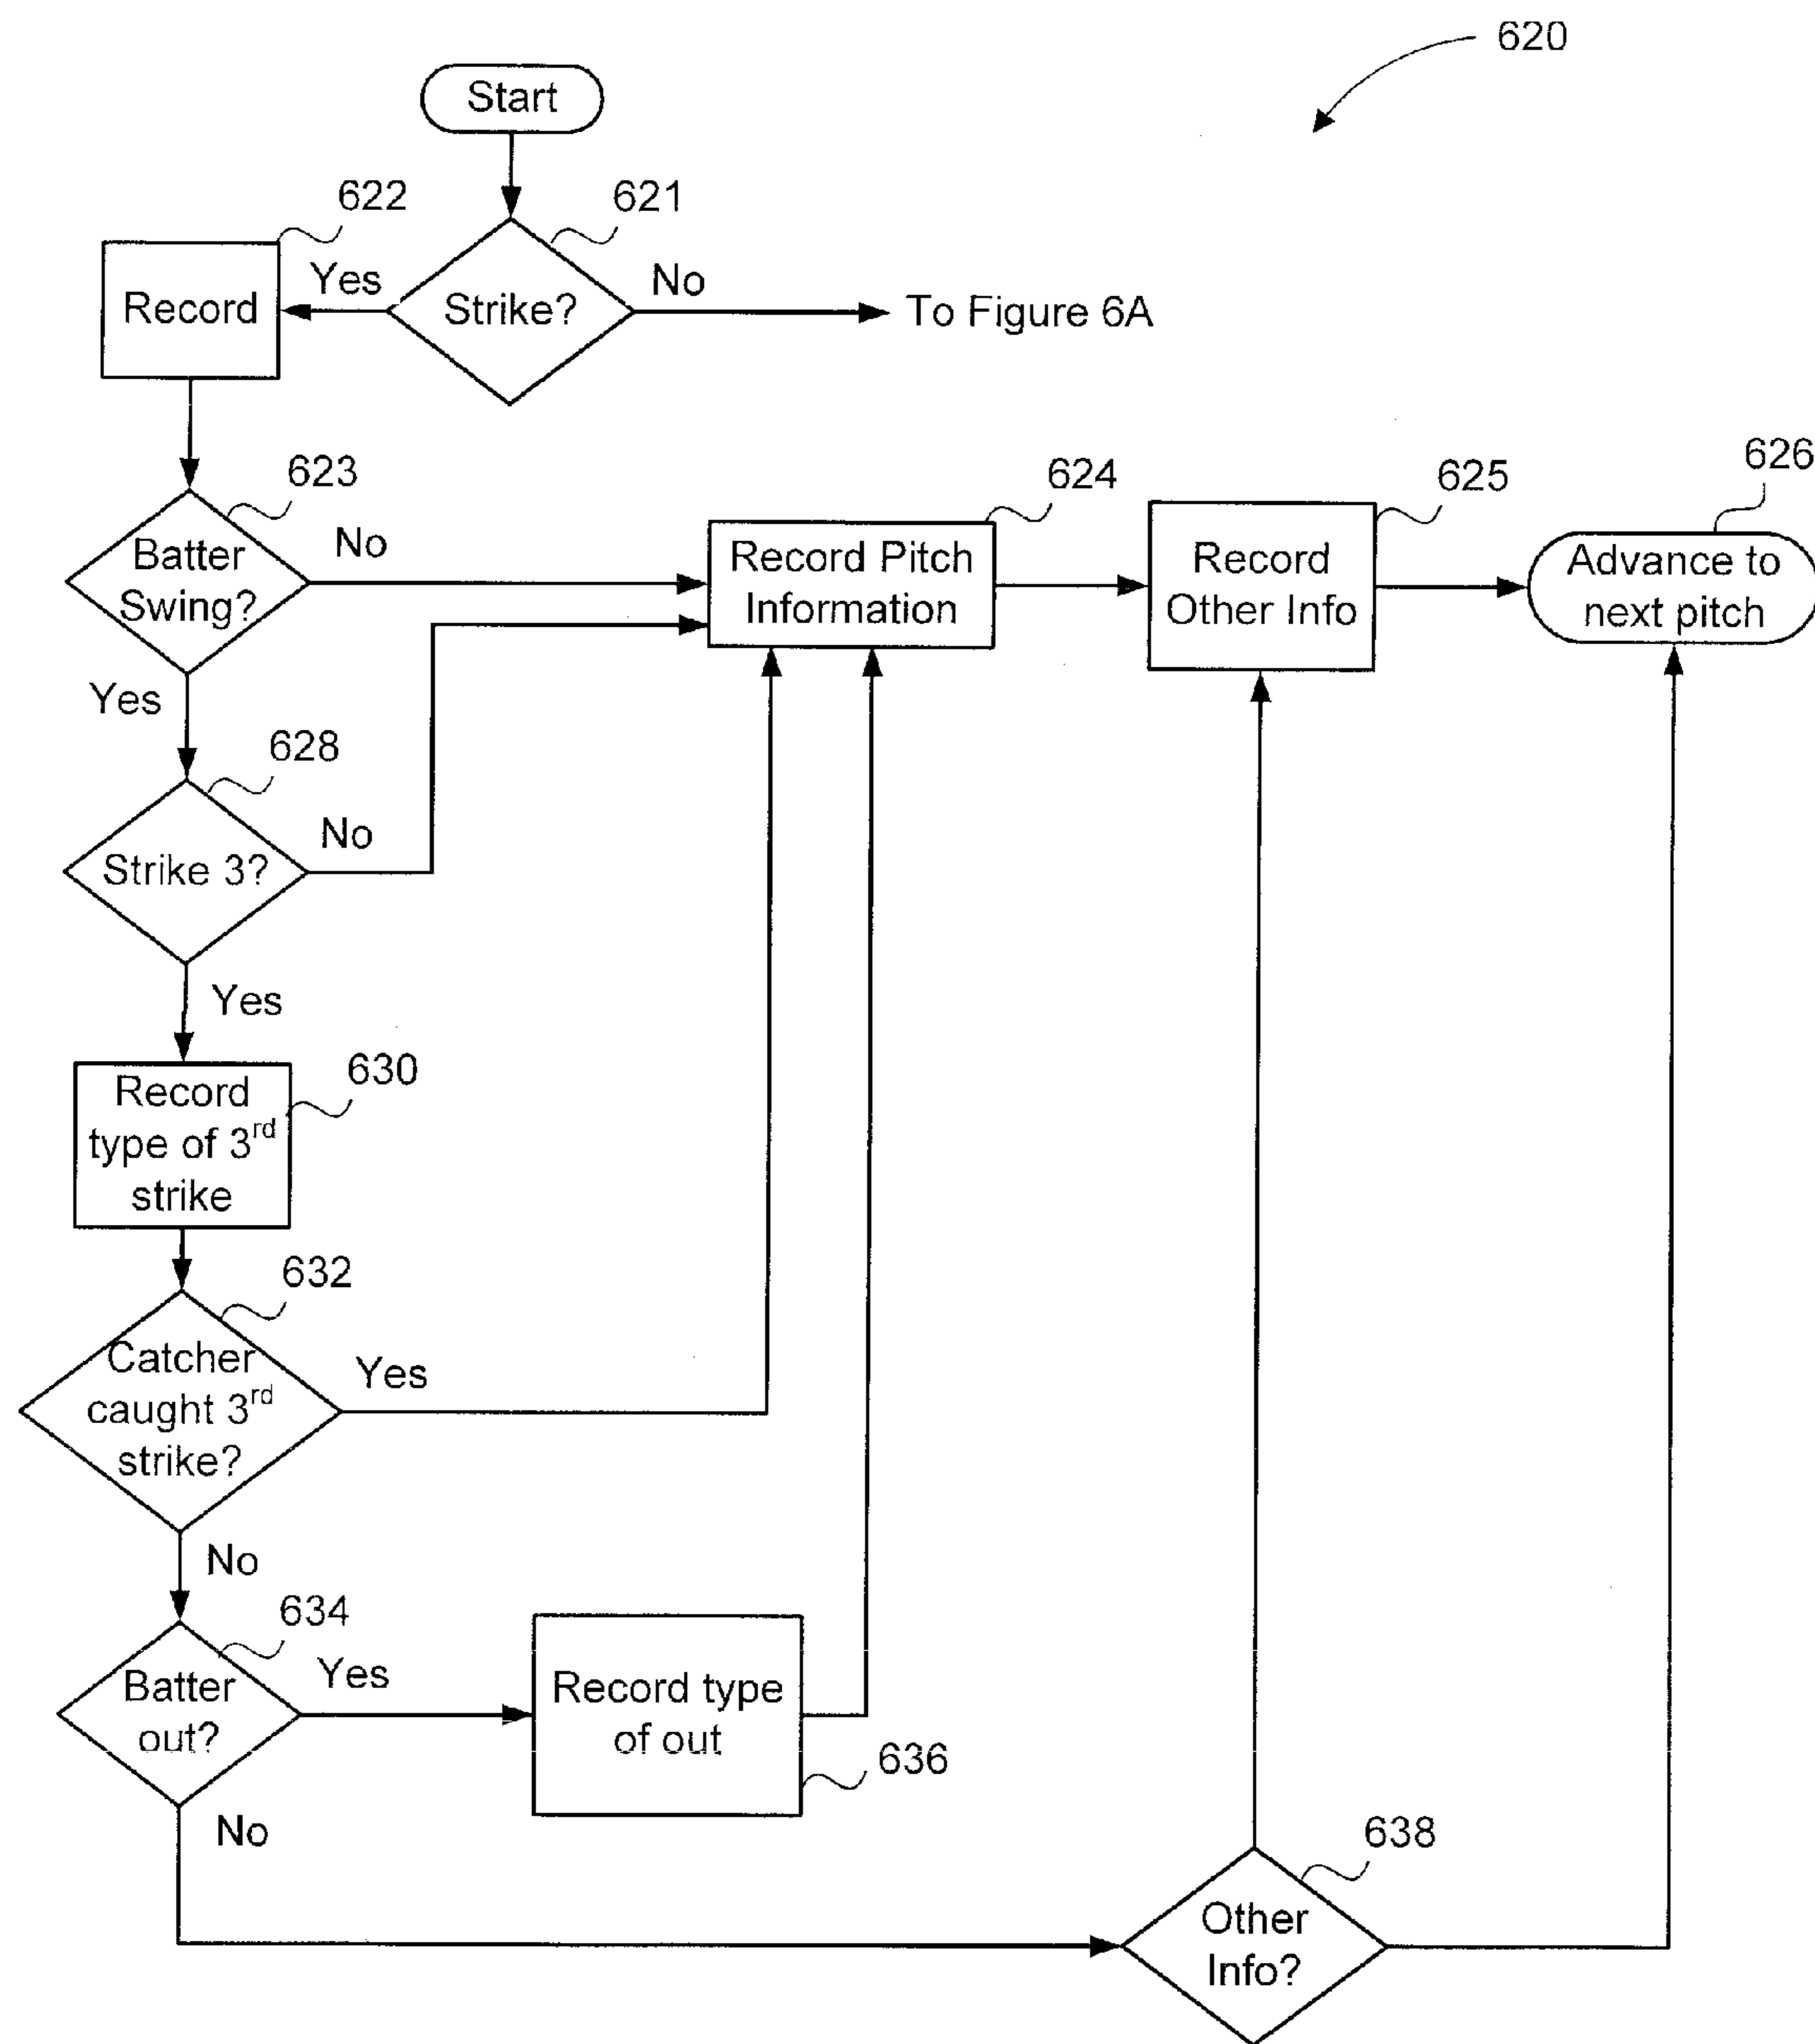 620
Start
622
621
Yes
No
Record
Strike?
To Figure 6A
623
624
625
626
No
Batter
Swing?
Record Pitch
Information
Record
Other Info
Advance to
next pitch
Yes
628
No
Strike 3?
Yes
630
Record
type of 3rd
strike
632
Catcher
caught 3rd
strike?
Yes
No
634
Yes
Batter
out?
Record type
of out
636
No
638
Other
Info?